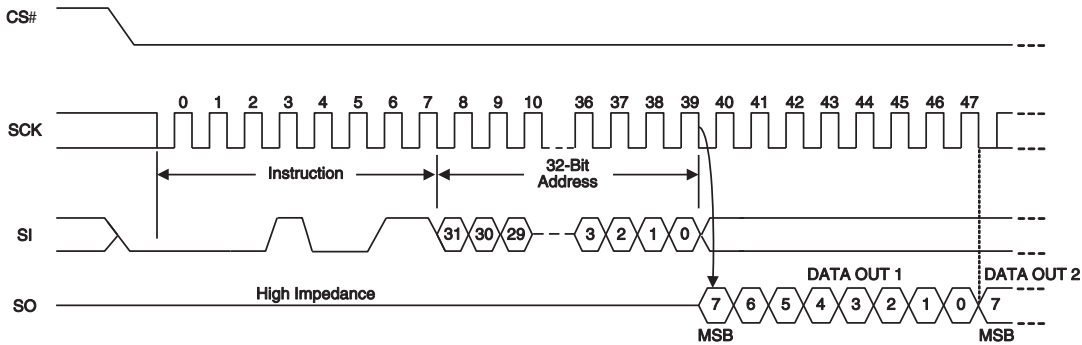 CS#
0 1 2 3 4 5 6 7 8 9 10 36 37 38 39 40 41 42 43 44 45 46 47
SCK
Instruction
32-Bit
Address
SI
31 30 29 3 2 1 0
DATA OUT 1 DATA OUT 2
High Impedance
SO
7 6 5 4 3 2 1 0 7
MSB MSB